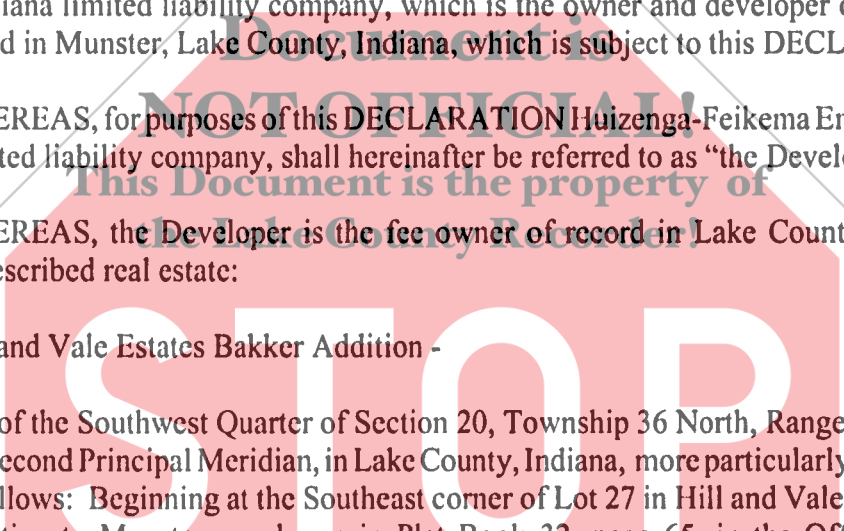 iana limited liability company, which is the owner and developer
d in Munster, Lake County, Indiana, which is subject to this DECL
Document is
NOT OFFICIAL!
EREAS, for purposes of this DECLARATION Huizenga-Feikema En
ted liability company, shall hereinafter be referred to as “the Devel
This Document is the property of
the Lake County Recorder!
EREAS, the Developer is the fee owner of record in Lake Count
escribed real estate:
STOP
and Vale Estates Bakker Addition -
of the Southwest Quarter of Section 20, Township 36 North, Range
econd Principal Meridian, in Lake County, Indiana, more particularly
llows: Beginning at the Southeast corner of Lot 27 in Hill and Vale